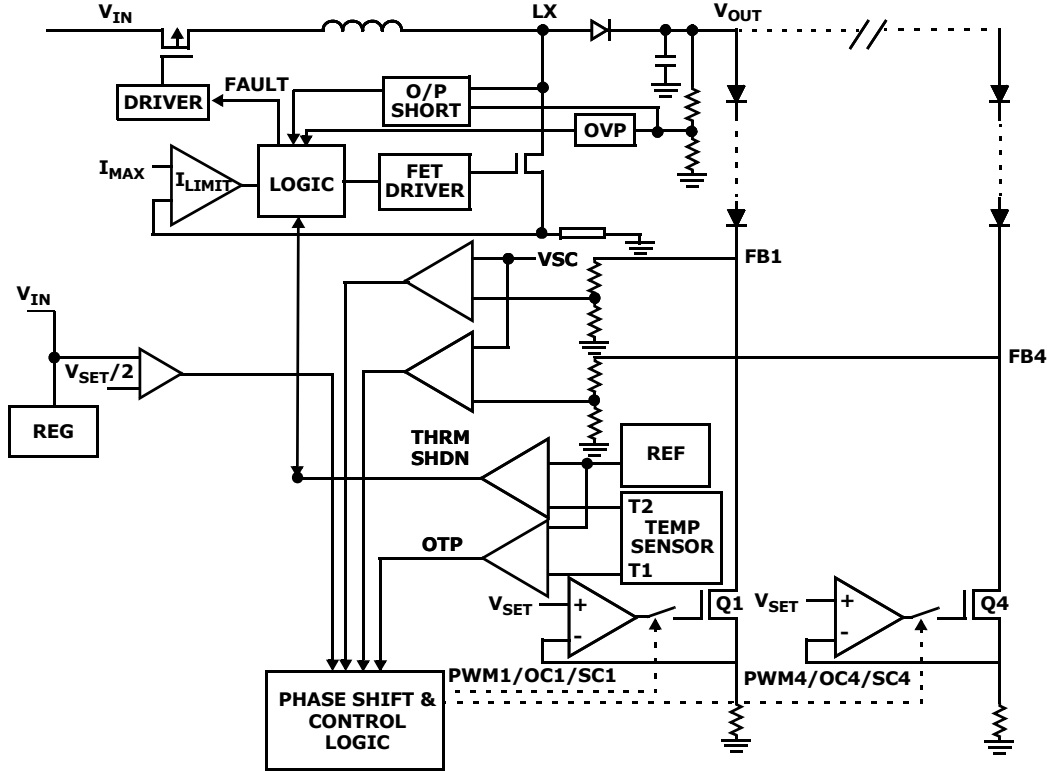 VIN
LX
VOUT
FAULT
DRIVER
O/P
SHORT
OVP
IMAX
ILIMIT
LOGIC
FET
DRIVER
VSC
FB1
VIN
VSET/2
FB4
REG
THRM
SHDN
REF
T2
TEMP
SENSOR
T1
OTP
VSET
+
-
Q1
VSET
+
-
Q4
PWM1/OC1/SC1
PWM4/OC4/SC4
PHASE SHIFT &
CONTROL
LOGIC